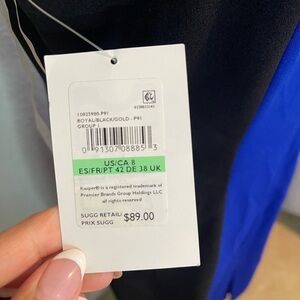 10825980-P91
ROYAL/BLACK/GOLD - P91
GROUP I
0 91307 08885 3
US/CA 8
ES/FR/PT 42 DE 38 UK
Kasper® is a registered trademark of
Premier Brands Group Holdings LLC
all rights reserved
SUGG RETAIL/
PRIX SUGG $89.00